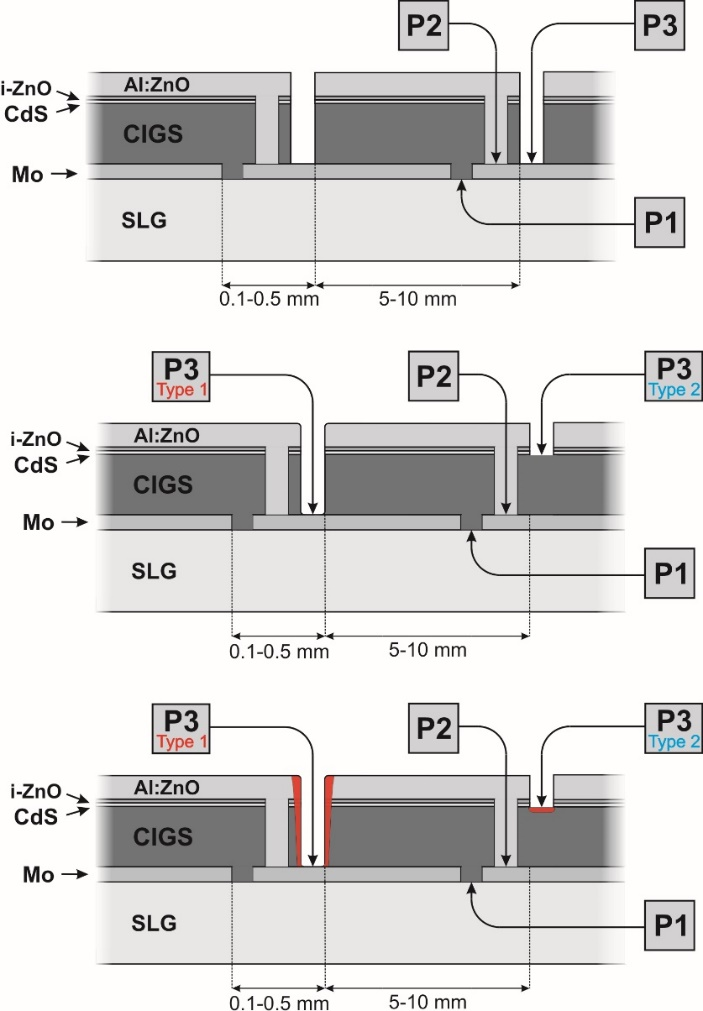 P2
P3
i-ZnO
Al:ZnO
CdS
CIGS
Mo
SLG
P1
0.1-0.5 mm
5-10 mm
P3
Type 1
P2
P3
Type 2
i-ZnO
Al:ZnO
CdS
CIGS
Mo
SLG
P1
0.1-0.5 mm
5-10 mm
P3
Type 1
P2
P3
Type 2
i-ZnO
Al:ZnO
CdS
CIGS
Mo
SLG
P1
0.1-0.5 mm
5-10 mm